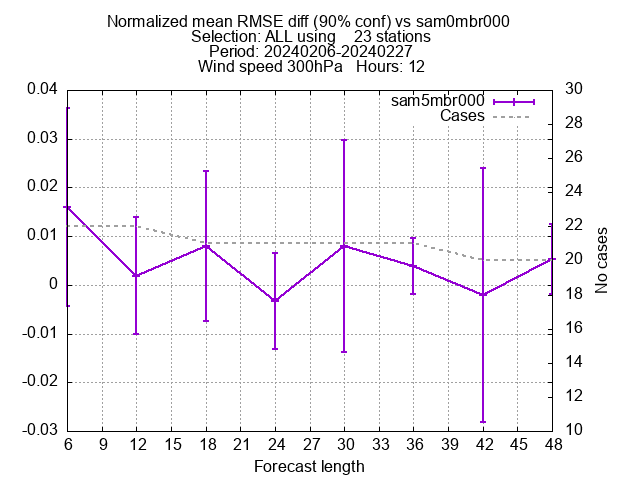 Normalized mean RMSE diff (90% conf) vs sam0mbr000
Selection: ALL using    23 stations
Period: 20240206-20240227
Wind speed 300hPa   Hours: 12
sam5mbr000
Cases
0.04
0.03
0.02
0.01
0
-0.01
-0.02
-0.03
30
28
26
24
22
20
18
16
14
12
10
No cases
6 9 12 15 18 21 24 27 30 33 36 39 42 45 48
Forecast length